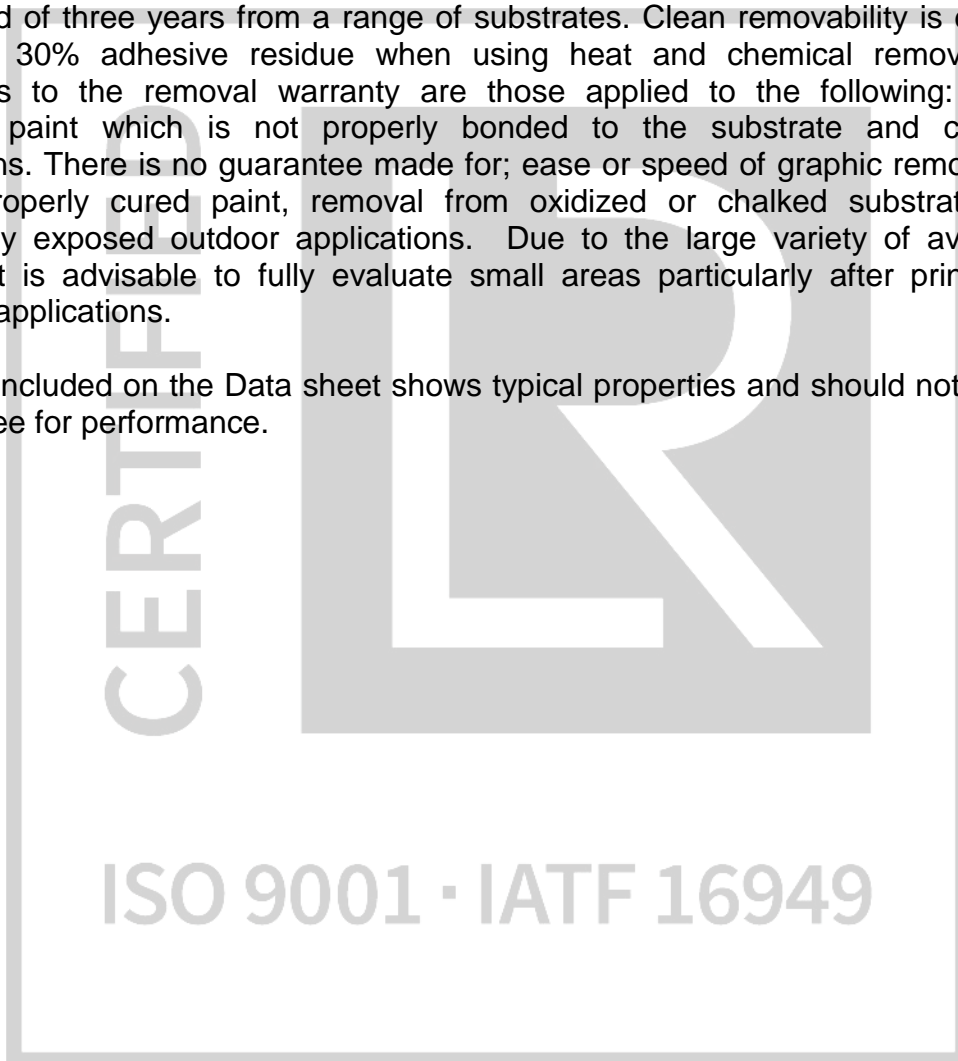 d of three years from a range of substrates. Clean removability is
30% adhesive residue when using heat and chemical remov
s to the removal warranty are those applied to the following:
paint which is not properly bonded to the substrate and c
ns. There is no guarantee made for; ease or speed of graphic remo
roperly cured paint, removal from oxidized or chalked substrat
y exposed outdoor applications. Due to the large variety of av
t is advisable to fully evaluate small areas particularly after prin
applications.
ncluded on the Data sheet shows typical properties and should not
ee for performance.
CERTIFIED
LR
ISO 9001 · IATF 16949